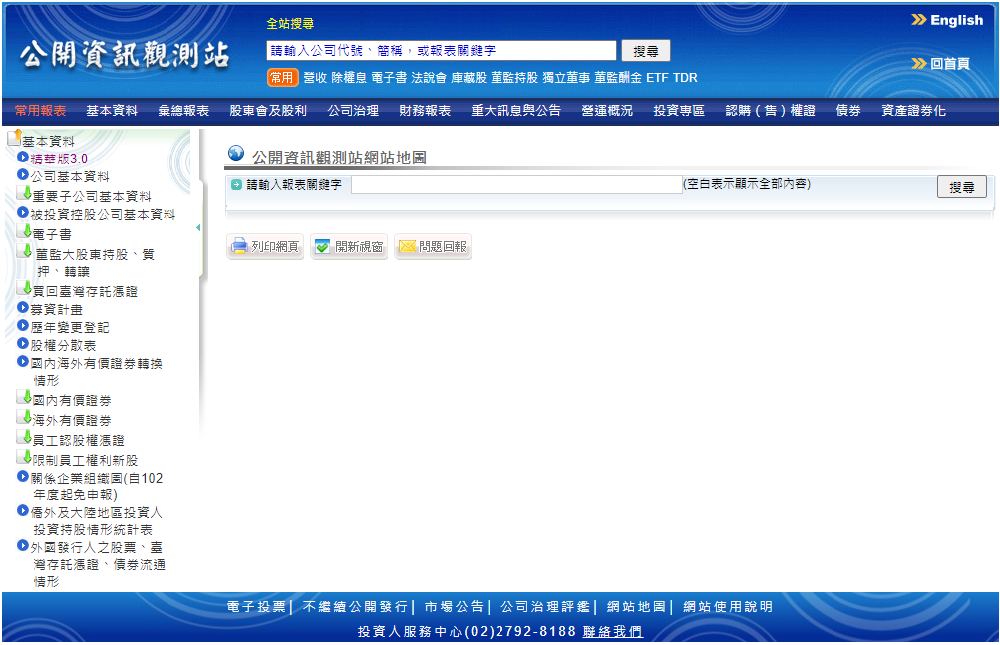 公開資訊觀測站
全站搜尋
請輸入公司代號、簡稱，或報表關鍵字 搜尋
常用 營收 除權息 電子書 法說會 庫藏股 董監持股 獨立董事 董監酬金 ETF TDR
English
回首頁
常用報表 基本資料 彙總報表 股東會及股利 公司治理 財務報表 重大訊息與公告 營運概況 投資專區 認購（售）權證 債券 資產證券化
基本資料
精華版3.0
公司基本資料
重要子公司基本資料
被投資控股公司基本資料
電子書
董監大股東持股、質
押、轉讓
買回臺灣存託憑證
募資計畫
歷年變更登記
股權分散表
國內海外有價證券轉換
情形
國內有價證券
海外有價證券
員工認股權憑證
限制員工權利新股
關係企業組織圖(自102
年度起免申報)
僑外及大陸地區投資人
投資持股情形統計表
外國發行人之股票、臺
灣存託憑證、債券流通
情形
公開資訊觀測站網站地圖
請輸入報表關鍵字 (空白表示顯示全部內容) 搜尋
列印網頁 開新視窗 問題回報
電子投票| 不繼續公開發行| 市場公告| 公司治理評鑑| 網站地圖| 網站使用說明
投資人服務中心(02)2792-8188 聯絡我們